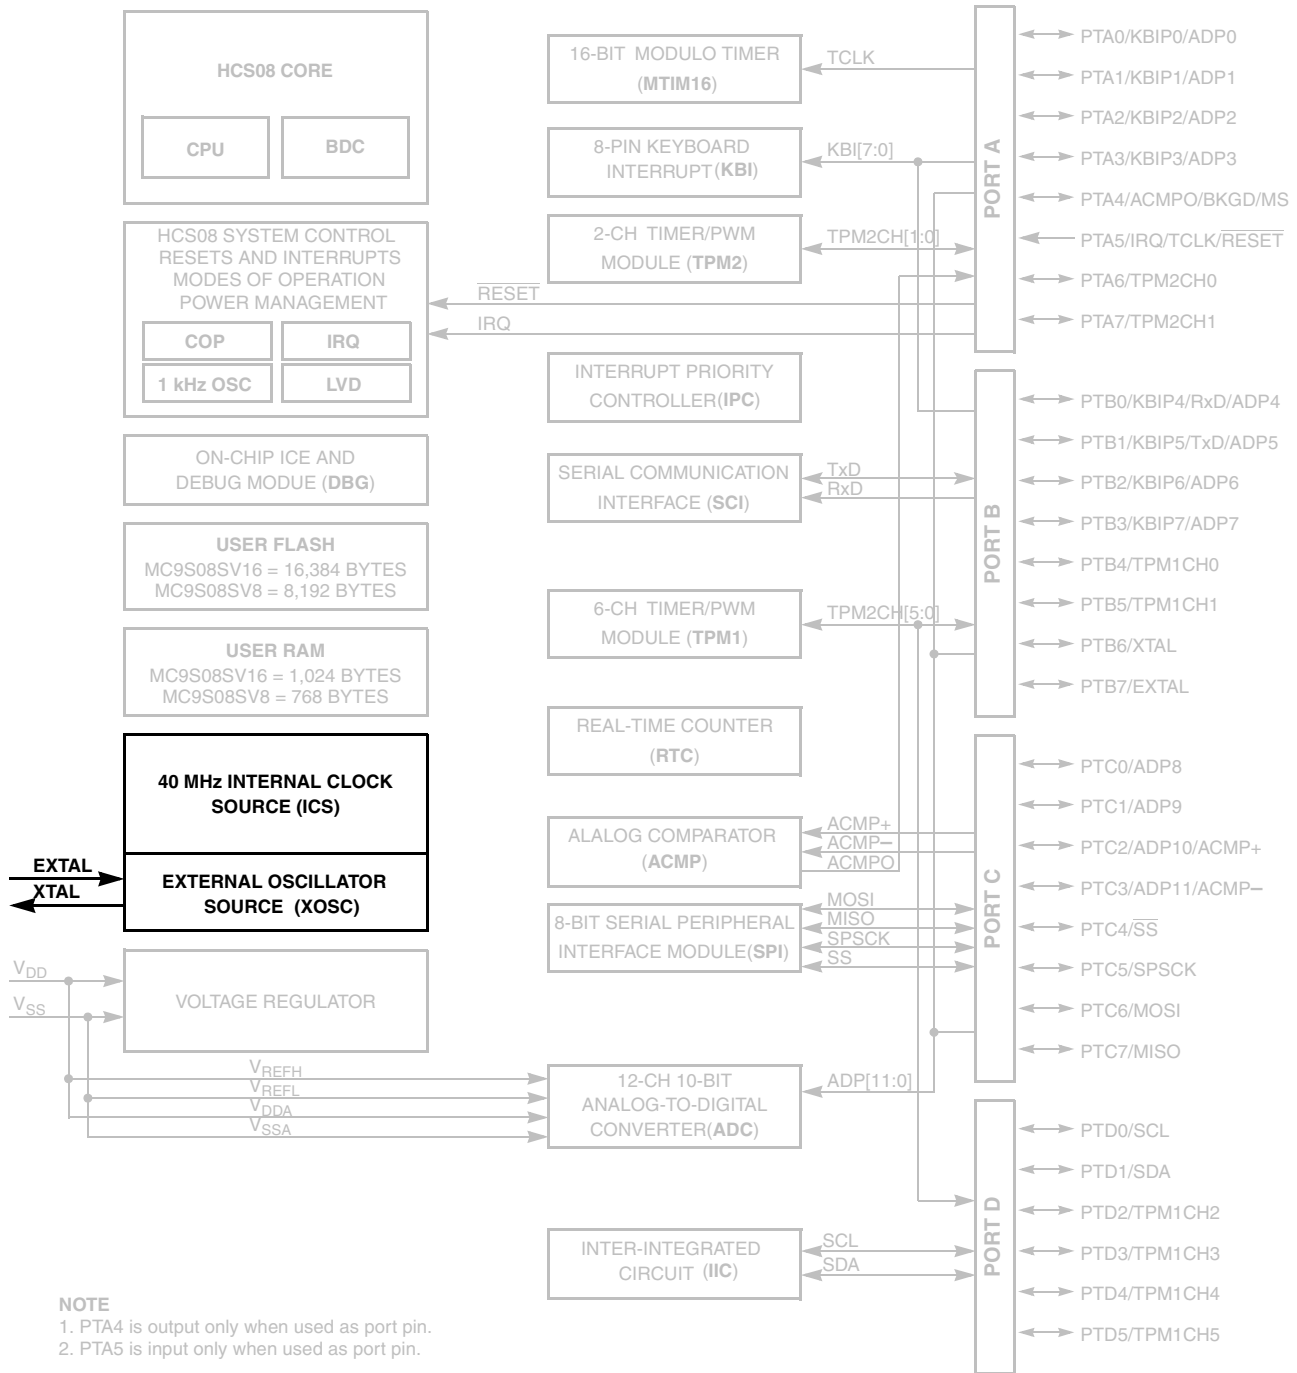 HCS08 CORE
CPU
BDC
HCS08 SYSTEM CONTROL
RESETS AND INTERRUPTS
MODES OF OPERATION
POWER MANAGEMENT
COP
IRQ
1 kHz OSC
LVD
ON-CHIP ICE AND
DEBUG MODUE (DBG)
USER FLASH
MC9S08SV16 = 16,384 BYTES
MC9S08SV8 = 8,192 BYTES
USER RAM
MC9S08SV16 = 1,024 BYTES
MC9S08SV8 = 768 BYTES
40 MHz INTERNAL CLOCK
SOURCE (ICS)
EXTAL
XTAL
EXTERNAL OSCILLATOR
SOURCE (XOSC)
VDD
VSS
VOLTAGE REGULATOR
VREFH
VREFL
VDDA
VSSA
16-BIT MODULO TIMER
(MTIM16)
TCLK
8-PIN KEYBOARD
INTERRUPT(KBI)
KBI[7:0]
2-CH TIMER/PWM
MODULE (TPM2)
TPM2CH[1:0]
RESET
IRQ
INTERRUPT PRIORITY
CONTROLLER(IPC)
SERIAL COMMUNICATION
INTERFACE (SCI)
TxD
RxD
6-CH TIMER/PWM
MODULE (TPM1)
TPM2CH[5:0]
REAL-TIME COUNTER
(RTC)
ALALOG COMPARATOR
(ACMP)
ACMP+
ACMP–
ACMPO
8-BIT SERIAL PERIPHERAL
INTERFACE MODULE(SPI)
MOSI
MISO
SPSCK
SS
12-CH 10-BIT
ANALOG-TO-DIGITAL
CONVERTER(ADC)
ADP[11:0]
INTER-INTEGRATED
CIRCUIT (IIC)
SCL
SDA
PORT A
PTA0/KBIP0/ADP0
PTA1/KBIP1/ADP1
PTA2/KBIP2/ADP2
PTA3/KBIP3/ADP3
PTA4/ACMPO/BKGD/MS
PTA5/IRQ/TCLK/RESET
PTA6/TPM2CH0
PTA7/TPM2CH1
PORT B
PTB0/KBIP4/RxD/ADP4
PTB1/KBIP5/TxD/ADP5
PTB2/KBIP6/ADP6
PTB3/KBIP7/ADP7
PTB4/TPM1CH0
PTB5/TPM1CH1
PTB6/XTAL
PTB7/EXTAL
PORT C
PTC0/ADP8
PTC1/ADP9
PTC2/ADP10/ACMP+
PTC3/ADP11/ACMP–
PTC4/SS
PTC5/SPSCK
PTC6/MOSI
PTC7/MISO
PORT D
PTD0/SCL
PTD1/SDA
PTD2/TPM1CH2
PTD3/TPM1CH3
PTD4/TPM1CH4
PTD5/TPM1CH5
NOTE
1. PTA4 is output only when used as port pin.
2. PTA5 is input only when used as port pin.